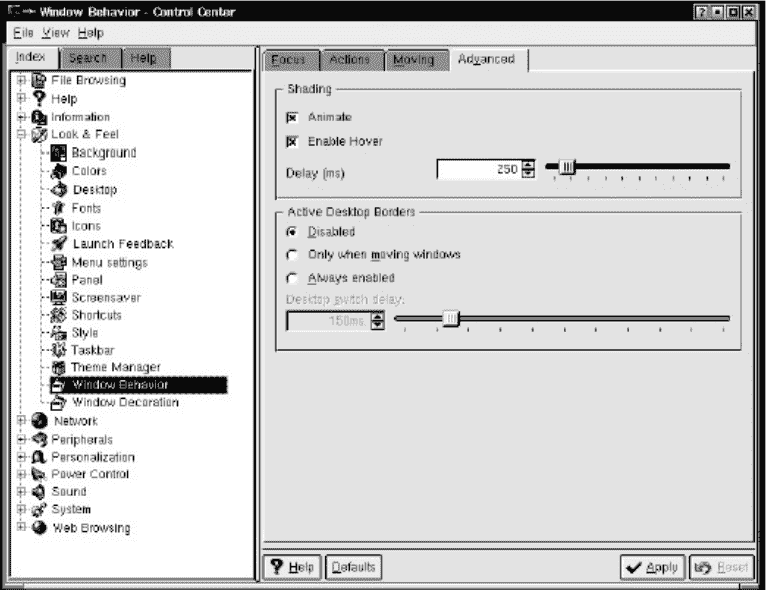 Window Behavior - Control Center
File View Help
Index Search Help
File Browsing
Help
Information
Look & Feel
Background
Colors
Desktop
Fonts
Icons
Launch Feedback
Menu settings
Panel
Screensaver
Shortcuts
Style
Taskbar
Theme Manager
Window Behavior
Window Decoration
Network
Peripherals
Personalization
Power Control
Sound
System
Web Browsing
Focus Actions Moving Advanced
Shading
Animate
Enable Hover
Delay (ms) 250
Active Desktop Borders
Disabled
Only when moving windows
Always enabled
Desktop switch delay:
150ms
Help Defaults Apply Reset